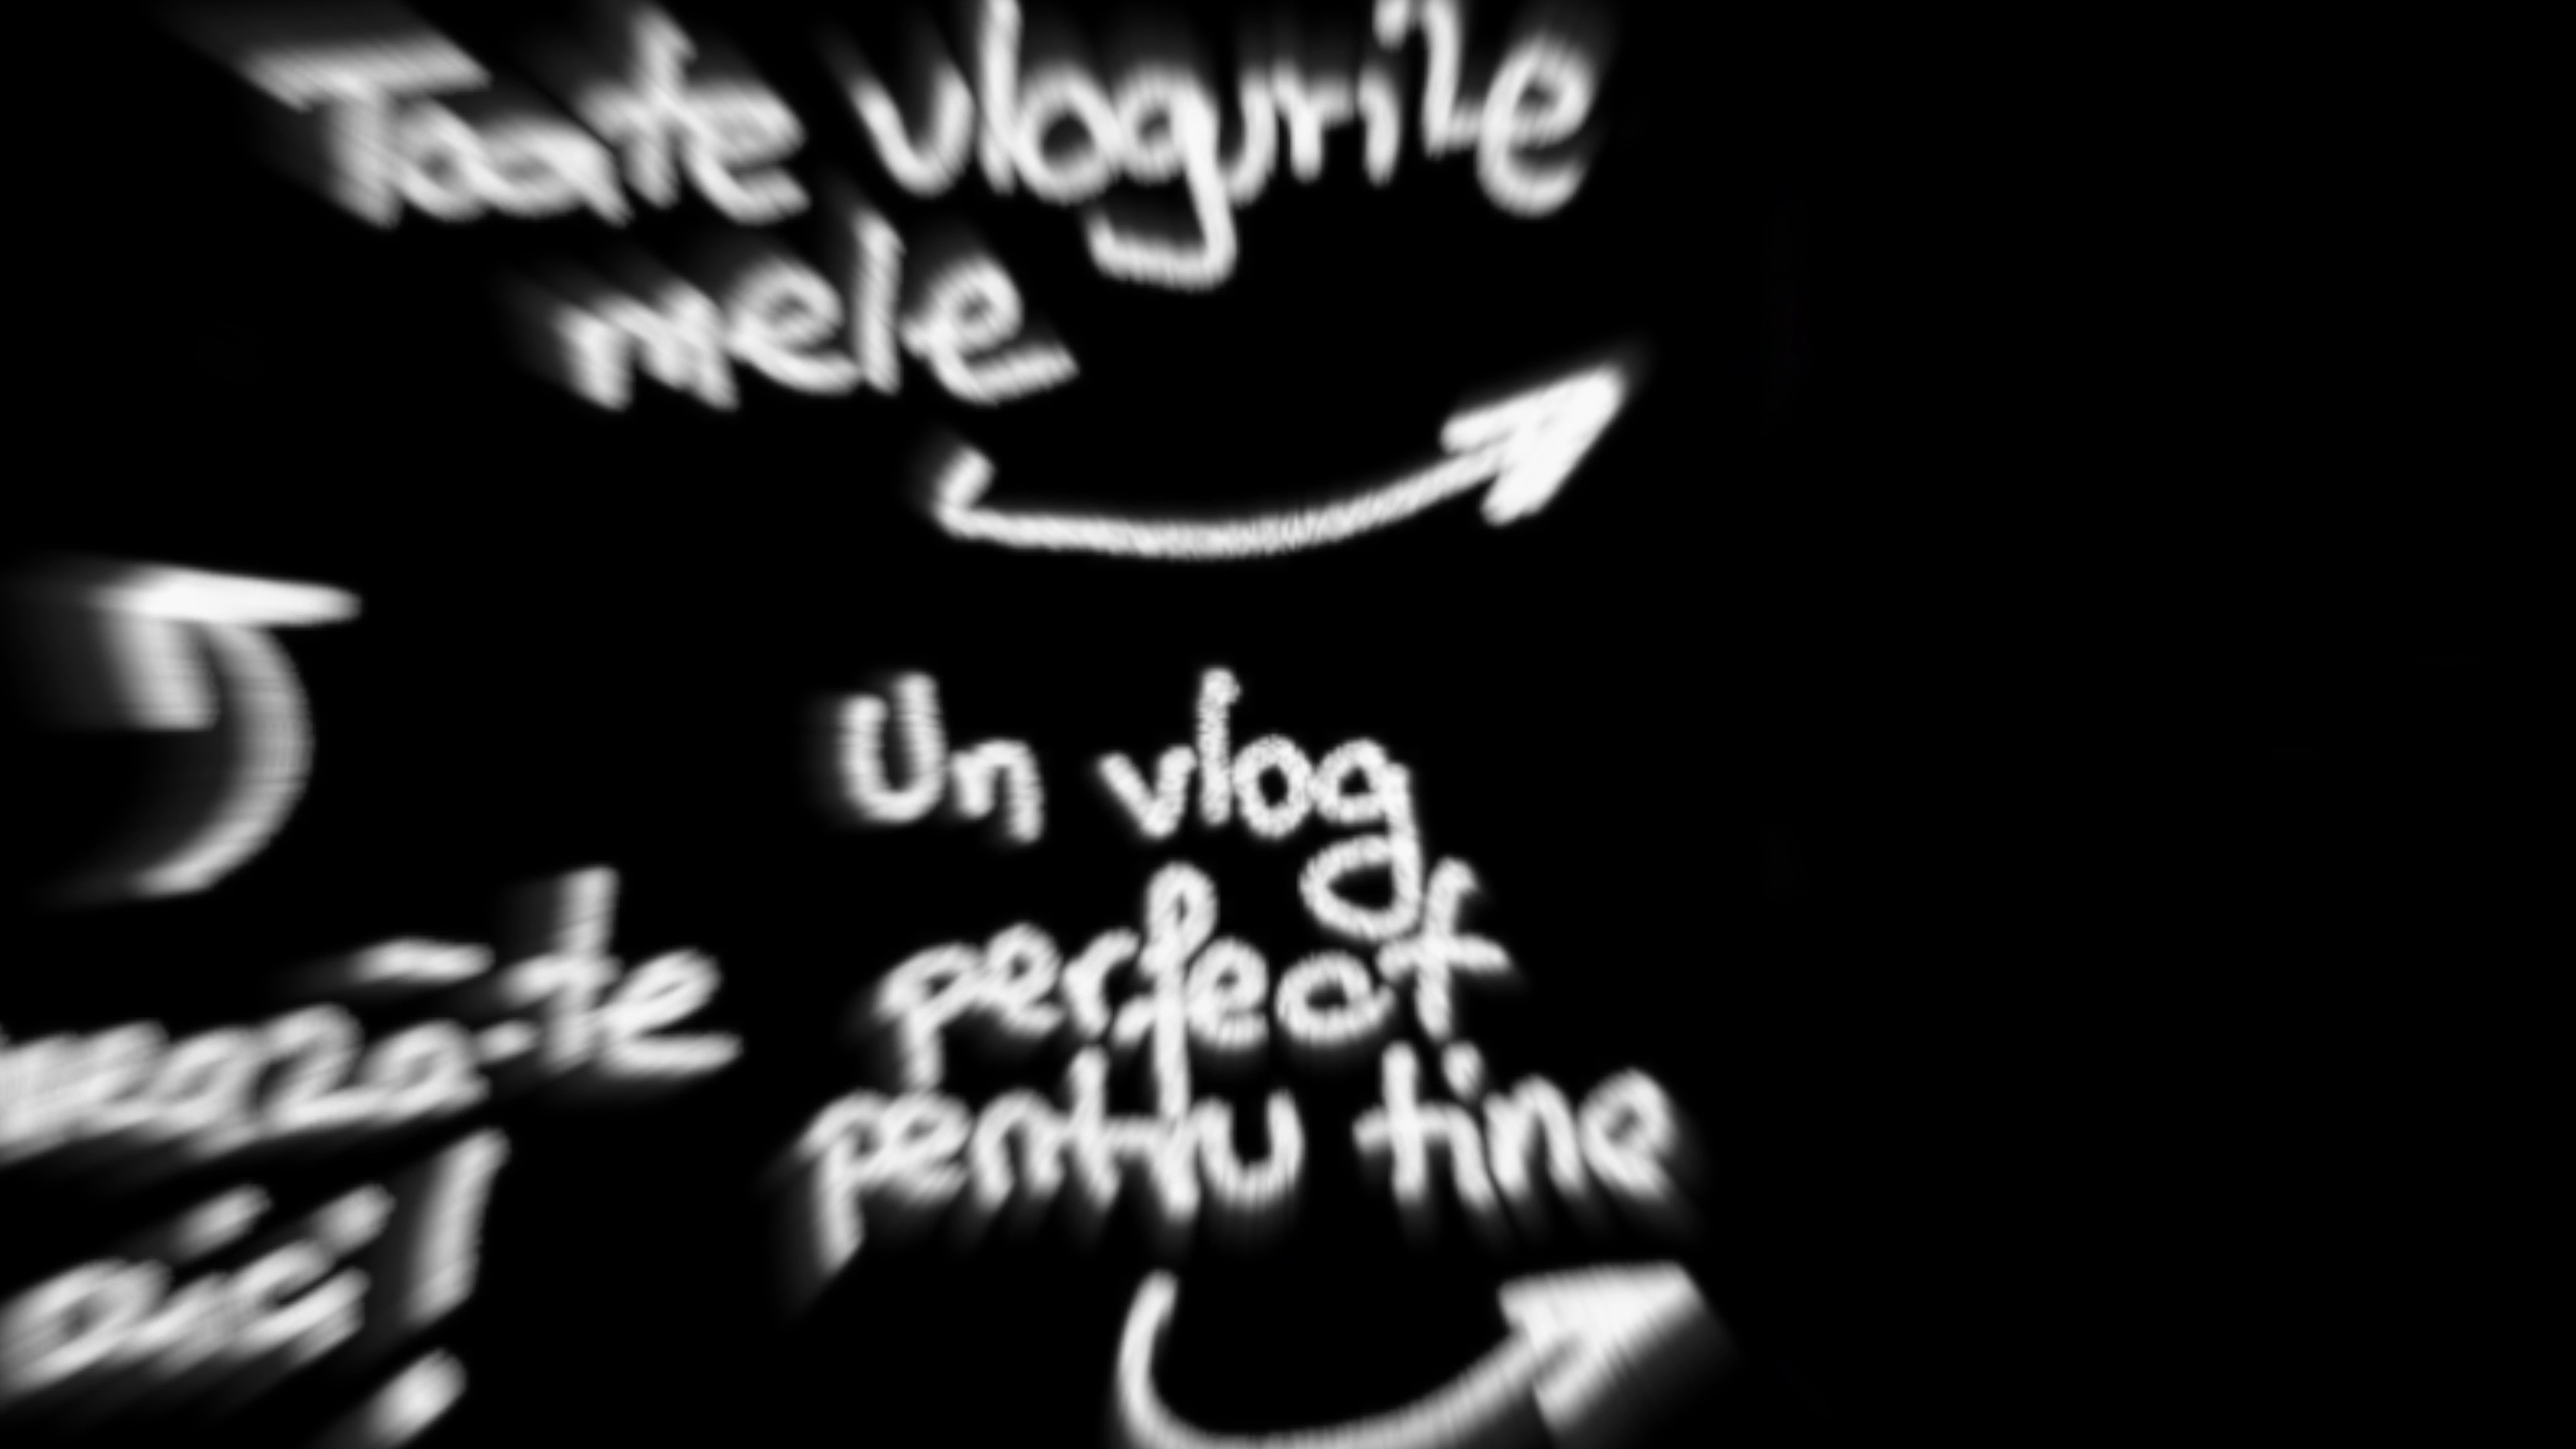 Toate vlogurile
mele
Un vlog
perfect
pentru tine
-te
aici!